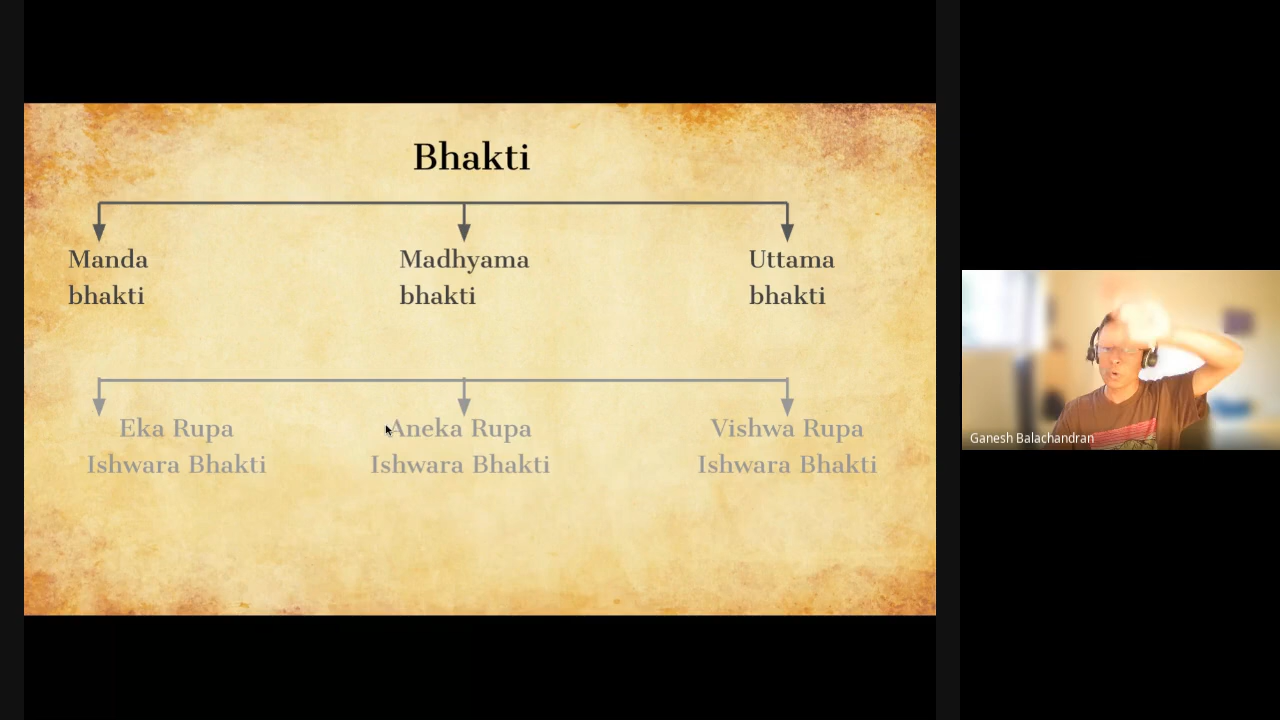 Bhakti
Manda
bhakti
Madhyama
bhakti
Uttama
bhakti
Eka Rupa
Ishwara Bhakti
Aneka Rupa
Ishwara Bhakti
Vishwa Rupa
Ishwara Bhakti
Ganesh Balachandran